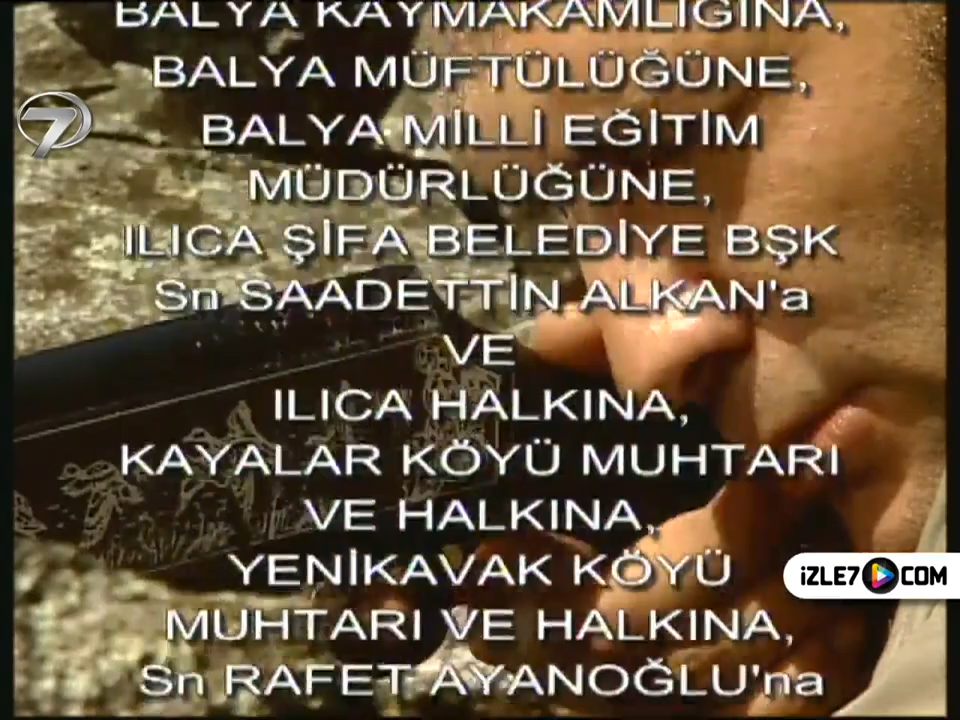 BALYA KAYMAKAMLIĞINA,
BALYA MÜFTÜLÜĞÜNE,
7
BALYA MİLLİ EĞİTİM
MÜDÜRLÜĞÜNE,
ILICA ŞİFA BELEDİYE BŞK
Sn SAADETTİN ALKAN'a
VE
ILICA HALKINA,
KAYALAR KÖYÜ MUHTARI
VE HALKINA,
YENİKAVAK KÖYÜ
iZLE7 COM
MUHTARI VE HALKINA,
Sn RAFET AYANOĞLU'na